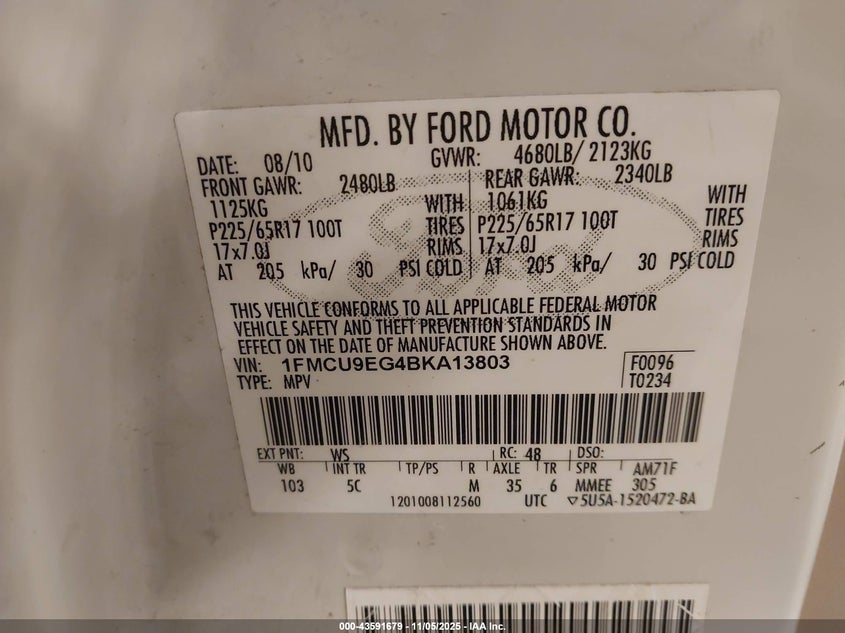 MFD. BY FORD MOTOR CO.
DATE: 08/10 GVWR: 4680LB/ 2123KG
FRONT GAWR: 2480LB REAR GAWR: 2340LB
1125KG WITH 1061KG WITH
P225/65R17 100T TIRES P225/65R17 100T TIRES
17x7.0J RIMS 17x7.0J RIMS
AT 205 kPa/ 30 PSI COLD AT 205 kPa/ 30 PSI COLD
Ford
THIS VEHICLE CONFORMS TO ALL APPLICABLE FEDERAL MOTOR
VEHICLE SAFETY AND THEFT PREVENTION STANDARDS IN
EFFECT ON THE DATE OF MANUFACTURE SHOWN ABOVE.
VIN: 1FMCU9EG4BKA13803 F0096
TYPE: MPV T0234
EXT PNT: WS RC: 48 DSO:
WB INT TR TP/PS R AXLE TR SPR AM71F
103 5C M 35 6 MMEE 305
1201008112560 UTC ▽5U5A-1520472-BA
000-43591679 - 11/05/2025 - IAA Inc.